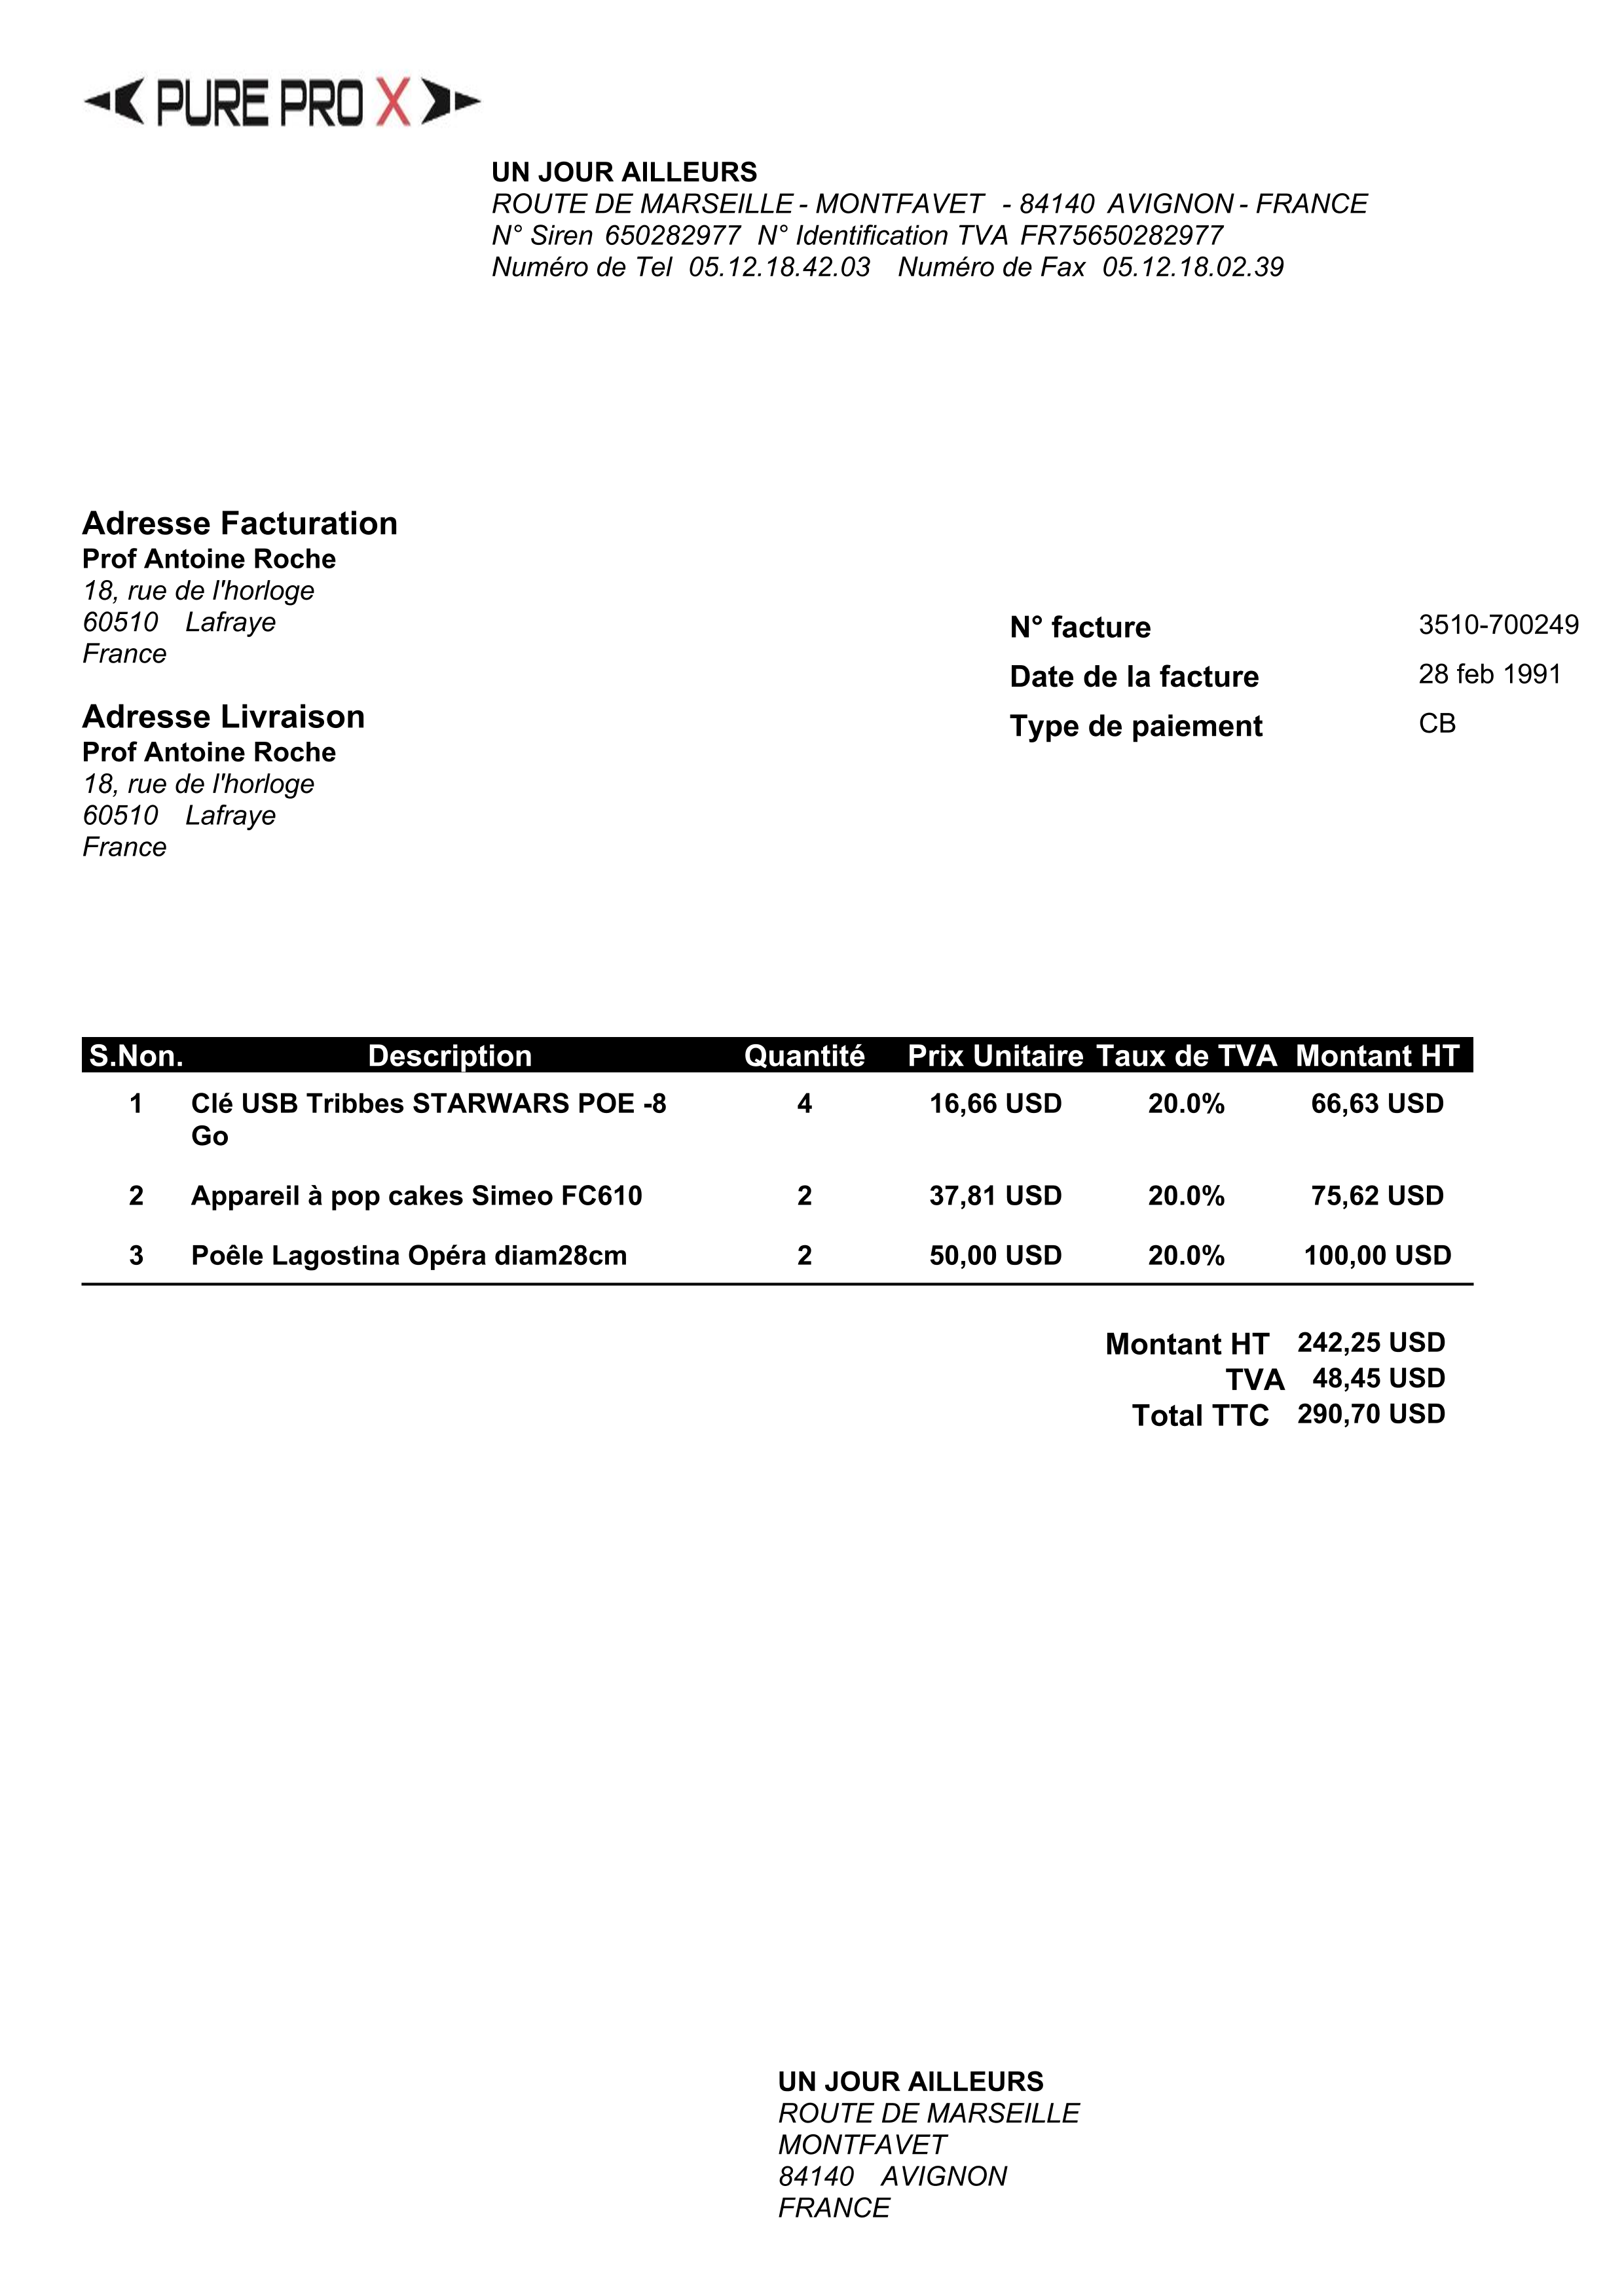 PURE PRO X
UN JOUR AILLEURS
ROUTE DE MARSEILLE - MONTFAVET - 84140 AVIGNON - FRANCE
N° Siren 650282977 N° Identification TVA FR75650282977
Numéro de Tel 05.12.18.42.03 Numéro de Fax 05.12.18.02.39
Adresse Facturation
Prof Antoine Roche
18, rue de l'horloge
60510 Lafraye
France
N° facture 3510-700249
Date de la facture 28 feb 1991
Type de paiement CB
Adresse Livraison
Prof Antoine Roche
18, rue de l'horloge
60510 Lafraye
France
S.Non. Description Quantité Prix Unitaire Taux de TVA Montant HT
1 Clé USB Tribbes STARWARS POE -8 4 16,66 USD 20.0% 66,63 USD
Go
2 Appareil à pop cakes Simeo FC610 2 37,81 USD 20.0% 75,62 USD
3 Poêle Lagostina Opéra diam28cm 2 50,00 USD 20.0% 100,00 USD
Montant HT 242,25 USD
TVA 48,45 USD
Total TTC 290,70 USD
UN JOUR AILLEURS
ROUTE DE MARSEILLE
MONTFAVET
84140 AVIGNON
FRANCE